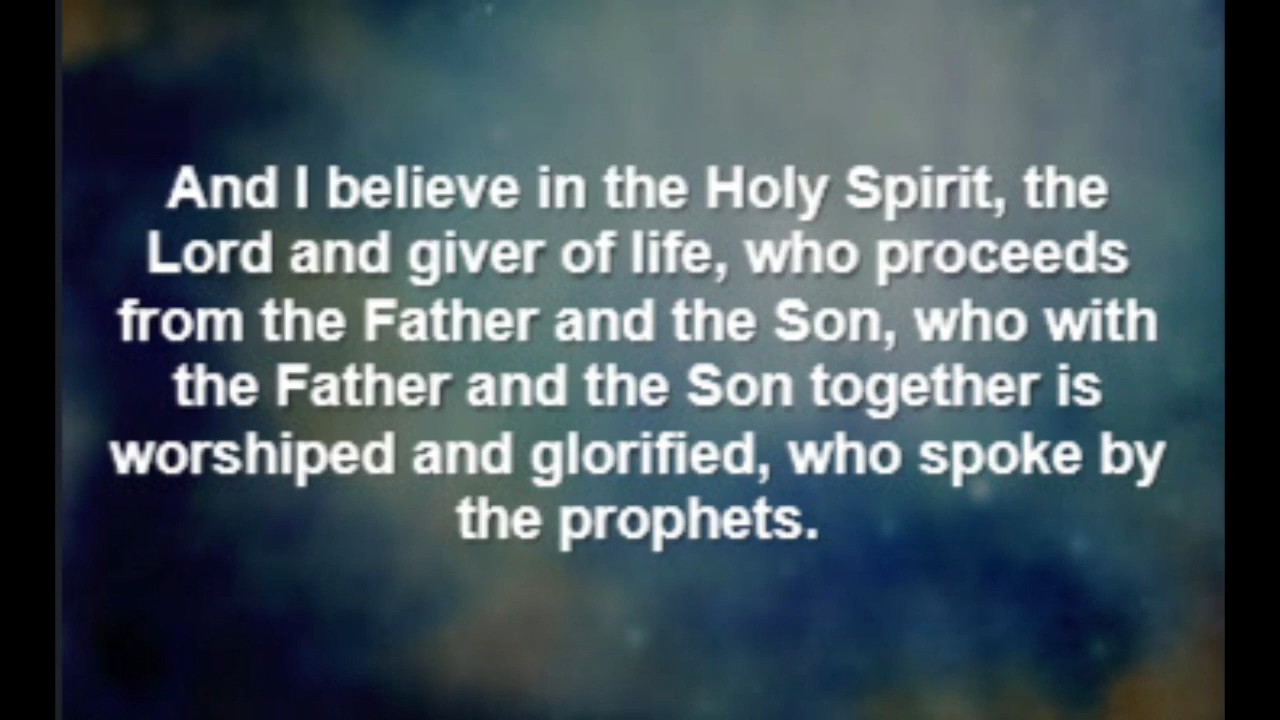 And I believe in the Holy Spirit, the
Lord and giver of life, who proceeds
from the Father and the Son, who with
the Father and the Son together is
worshiped and glorified, who spoke by
the prophets.